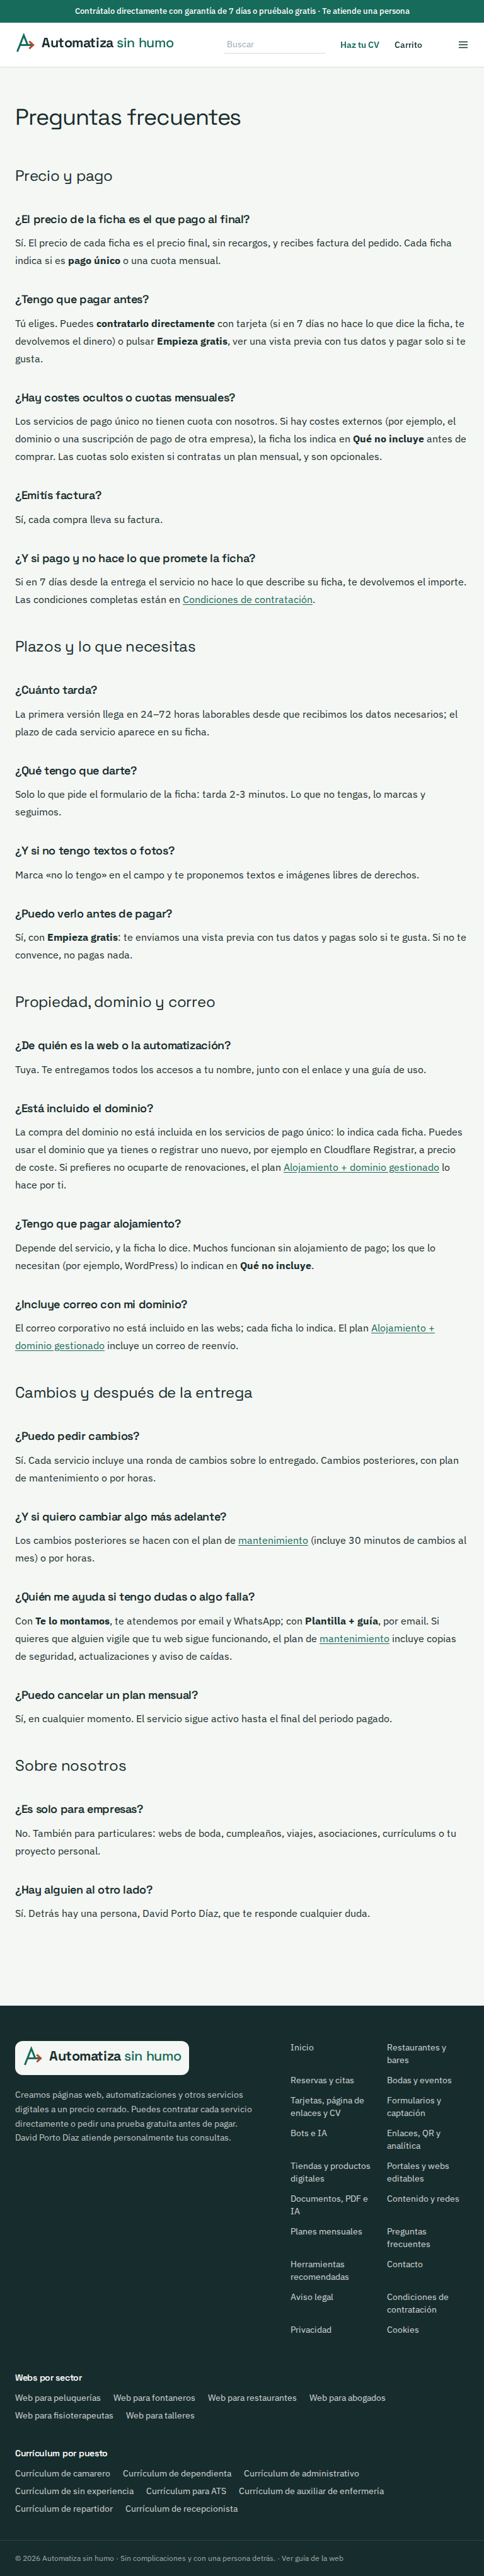 Contrátalo directamente con garantía de 7 días o pruébalo gratis · Te atiende una persona
Automatiza sin humo
Buscar
Haz tu CV
Carrito
Preguntas frecuentes
Precio y pago
¿El precio de la ficha es el que pago al final?
Sí. El precio de cada ficha es el precio final, sin recargos, y recibes factura del pedido. Cada ficha
indica si es pago único o una cuota mensual.
¿Tengo que pagar antes?
Tú eliges. Puedes contratarlo directamente con tarjeta (si en 7 días no hace lo que dice la ficha, te
devolvemos el dinero) o pulsar Empieza gratis, ver una vista previa con tus datos y pagar solo si te
gusta.
¿Hay costes ocultos o cuotas mensuales?
Los servicios de pago único no tienen cuota con nosotros. Si hay costes externos (por ejemplo, el
dominio o una suscripción de pago de otra empresa), la ficha los indica en Qué no incluye antes de
comprar. Las cuotas solo existen si contratas un plan mensual, y son opcionales.
¿Emitís factura?
Sí, cada compra lleva su factura.
¿Y si pago y no hace lo que promete la ficha?
Si en 7 días desde la entrega el servicio no hace lo que describe su ficha, te devolvemos el importe.
Las condiciones completas están en Condiciones de contratación.
Plazos y lo que necesitas
¿Cuánto tarda?
La primera versión llega en 24–72 horas laborables desde que recibimos los datos necesarios; el
plazo de cada servicio aparece en su ficha.
¿Qué tengo que darte?
Solo lo que pide el formulario de la ficha: tarda 2-3 minutos. Lo que no tengas, lo marcas y
seguimos.
¿Y si no tengo textos o fotos?
Marca «no lo tengo» en el campo y te proponemos textos e imágenes libres de derechos.
¿Puedo verlo antes de pagar?
Sí, con Empieza gratis: te enviamos una vista previa con tus datos y pagas solo si te gusta. Si no te
convence, no pagas nada.
Propiedad, dominio y correo
¿De quién es la web o la automatización?
Tuya. Te entregamos todos los accesos a tu nombre, junto con el enlace y una guía de uso.
¿Está incluido el dominio?
La compra del dominio no está incluida en los servicios de pago único: lo indica cada ficha. Puedes
usar el dominio que ya tienes o registrar uno nuevo, por ejemplo en Cloudflare Registrar, a precio
de coste. Si prefieres no ocuparte de renovaciones, el plan Alojamiento + dominio gestionado lo
hace por ti.
¿Tengo que pagar alojamiento?
Depende del servicio, y la ficha lo dice. Muchos funcionan sin alojamiento de pago; los que lo
necesitan (por ejemplo, WordPress) lo indican en Qué no incluye.
¿Incluye correo con mi dominio?
El correo corporativo no está incluido en las webs; cada ficha lo indica. El plan Alojamiento +
dominio gestionado incluye un correo de reenvío.
Cambios y después de la entrega
¿Puedo pedir cambios?
Sí. Cada servicio incluye una ronda de cambios sobre lo entregado. Cambios posteriores, con plan
de mantenimiento o por horas.
¿Y si quiero cambiar algo más adelante?
Los cambios posteriores se hacen con el plan de mantenimiento (incluye 30 minutos de cambios al
mes) o por horas.
¿Quién me ayuda si tengo dudas o algo falla?
Con Te lo montamos, te atendemos por email y WhatsApp; con Plantilla + guía, por email. Si
quieres que alguien vigile que tu web sigue funcionando, el plan de mantenimiento incluye copias
de seguridad, actualizaciones y aviso de caídas.
¿Puedo cancelar un plan mensual?
Sí, en cualquier momento. El servicio sigue activo hasta el final del periodo pagado.
Sobre nosotros
¿Es solo para empresas?
No. También para particulares: webs de boda, cumpleaños, viajes, asociaciones, currículums o tu
proyecto personal.
¿Hay alguien al otro lado?
Sí. Detrás hay una persona, David Porto Díaz, que te responde cualquier duda.
Automatiza sin humo
Creamos páginas web, automatizaciones y otros servicios
digitales a un precio cerrado. Puedes contratar cada servicio
directamente o pedir una prueba gratuita antes de pagar.
David Porto Díaz atiende personalmente tus consultas.
Inicio
Restaurantes y
bares
Reservas y citas
Bodas y eventos
Tarjetas, página de
enlaces y CV
Formularios y
captación
Bots e IA
Enlaces, QR y
analítica
Tiendas y productos
digitales
Portales y webs
editables
Documentos, PDF e
IA
Contenido y redes
Planes mensuales
Preguntas
frecuentes
Herramientas
recomendadas
Contacto
Aviso legal
Condiciones de
contratación
Privacidad
Cookies
Webs por sector
Web para peluquerías
Web para fontaneros
Web para restaurantes
Web para abogados
Web para fisioterapeutas
Web para talleres
Currículum por puesto
Currículum de camarero
Currículum de dependienta
Currículum de administrativo
Currículum de sin experiencia
Currículum para ATS
Currículum de auxiliar de enfermería
Currículum de repartidor
Currículum de recepcionista
© 2026 Automatiza sin humo · Sin complicaciones y con una persona detrás. · Ver guía de la web